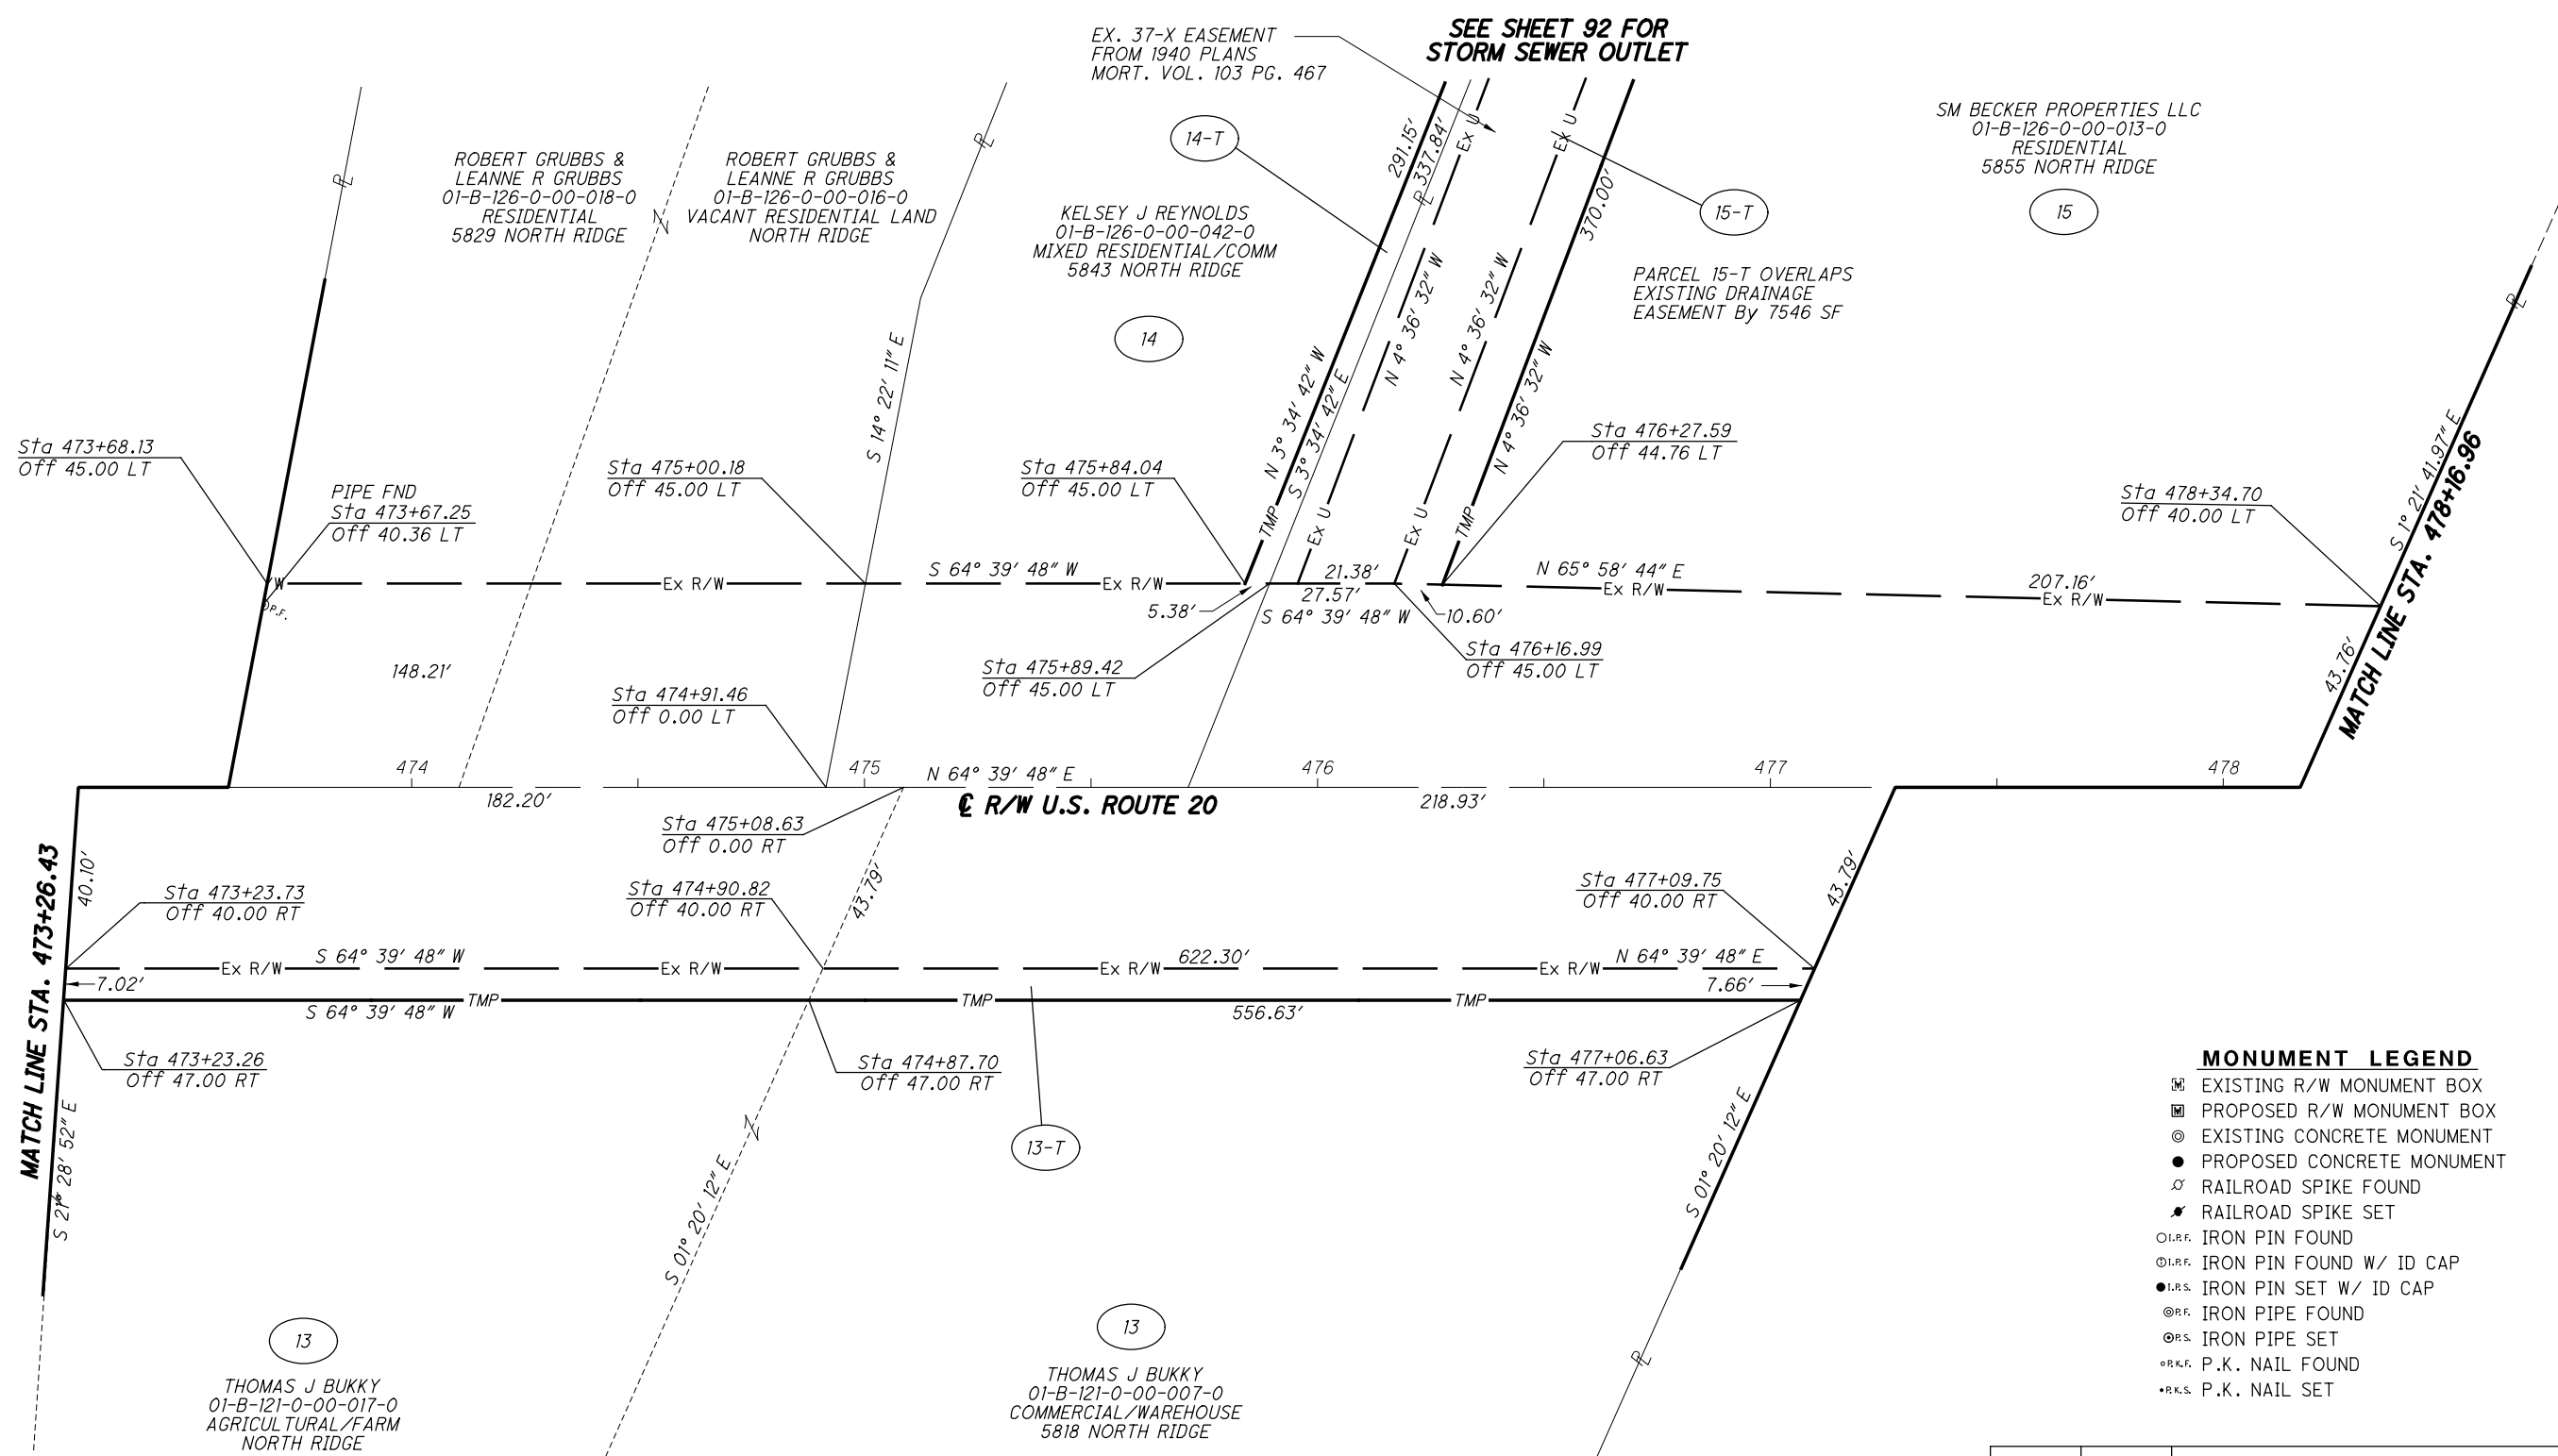 SEE SHEET 92 FOR
STORM SEWER OUTLET
EX. 37-X EASEMENT
FROM 1940 PLANS
MORT. VOL. 103 PG. 467
SM BECKER PROPERTIES LLC
01-B-126-0-00-013-0
RESIDENTIAL
5855 NORTH RIDGE
15
14-T
15-T
ROBERT GRUBBS &
LEANNE R GRUBBS
01-B-126-0-00-018-0
RESIDENTIAL
5829 NORTH RIDGE
ROBERT GRUBBS &
LEANNE R GRUBBS
01-B-126-0-00-016-0
VACANT RESIDENTIAL LAND
NORTH RIDGE
KELSEY J REYNOLDS
01-B-126-0-00-042-0
MIXED RESIDENTIAL/COMM
5843 NORTH RIDGE
14
PL
PL
PL
PL
291.15'
337.84'
Ex U
Ex U
370.00'
PARCEL 15-T OVERLAPS
EXISTING DRAINAGE
EASEMENT By 7546 SF
S 14° 22' 11" E
N 3° 34' 42" W
S 3° 34' 42" E
N 4° 36' 32" W
N 4° 36' 32" W
N 4° 36' 32" W
TMP
Ex U
Ex U
TMP
Sta 473+68.13
Off 45.00 LT
PIPE FND
Sta 473+67.25
Off 40.36 LT
Sta 475+00.18
Off 45.00 LT
Sta 475+84.04
Off 45.00 LT
Sta 476+27.59
Off 44.76 LT
Sta 478+34.70
Off 40.00 LT
S 1° 21' 41.97" E
MATCH LINE STA. 478+16.96
/W
P.F.
Ex R/W
S 64° 39' 48" W
Ex R/W
21.38'
27.57'
S 64° 39' 48" W
5.38'
10.60'
N 65° 58' 44" E
Ex R/W
207.16'
Ex R/W
43.76'
148.21'
Sta 474+91.46
Off 0.00 LT
Sta 475+89.42
Off 45.00 LT
Sta 476+16.99
Off 45.00 LT
474
475
N 64° 39' 48" E
476
477
478
182.20'
℄ R/W U.S. ROUTE 20
218.93'
Sta 475+08.63
Off 0.00 RT
MATCH LINE STA. 473+26.43
40.10'
Sta 473+23.73
Off 40.00 RT
Sta 474+90.82
Off 40.00 RT
43.79'
Sta 477+09.75
Off 40.00 RT
43.79'
S 64° 39' 48" W
Ex R/W
Ex R/W
Ex R/W
622.30'
Ex R/W
N 64° 39' 48" E
7.02'
7.66'
TMP
TMP
TMP
S 64° 39' 48" W
556.63'
Sta 473+23.26
Off 47.00 RT
Sta 474+87.70
Off 47.00 RT
Sta 477+06.63
Off 47.00 RT
S 21° 28' 52" E
S 01° 20' 12" E
S 01° 20' 12" E
13-T
PL
13
THOMAS J BUKKY
01-B-121-0-00-017-0
AGRICULTURAL/FARM
NORTH RIDGE
13
THOMAS J BUKKY
01-B-121-0-00-007-0
COMMERCIAL/WAREHOUSE
5818 NORTH RIDGE
MONUMENT LEGEND
EXISTING R/W MONUMENT BOX
PROPOSED R/W MONUMENT BOX
EXISTING CONCRETE MONUMENT
PROPOSED CONCRETE MONUMENT
RAILROAD SPIKE FOUND
RAILROAD SPIKE SET
I.P.F. IRON PIN FOUND
I.P.F. IRON PIN FOUND W/ ID CAP
I.P.S. IRON PIN SET W/ ID CAP
P.F. IRON PIPE FOUND
P.S. IRON PIPE SET
P.K.F. P.K. NAIL FOUND
P.K.S. P.K. NAIL SET